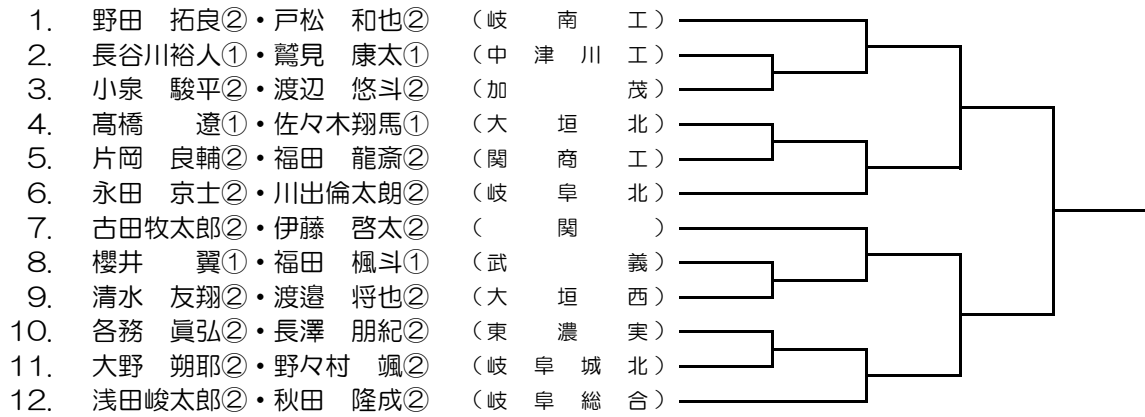 1. 野田 拓良②・戸松 和也② (岐南工)
2. 長谷川裕人①・鷲見 康太① (中津川工)
3. 小泉 駿平②・渡辺 悠斗② (加茂)
4. 髙橋 遼①・佐々木翔馬① (大垣北)
5. 片岡 良輔②・福田 龍斎② (関商工)
6. 永田 京士②・川出倫太朗② (岐阜北)
7. 古田牧太郎②・伊藤 啓太② (関)
8. 櫻井 翼①・福田 楓斗① (武義)
9. 清水 友翔②・渡邉 将也② (大垣西)
10. 各務 眞弘②・長澤 朋紀② (東濃実)
11. 大野 朔耶②・野々村 颯② (岐阜城北)
12. 浅田峻太郎②・秋田 隆成② (岐阜総合)